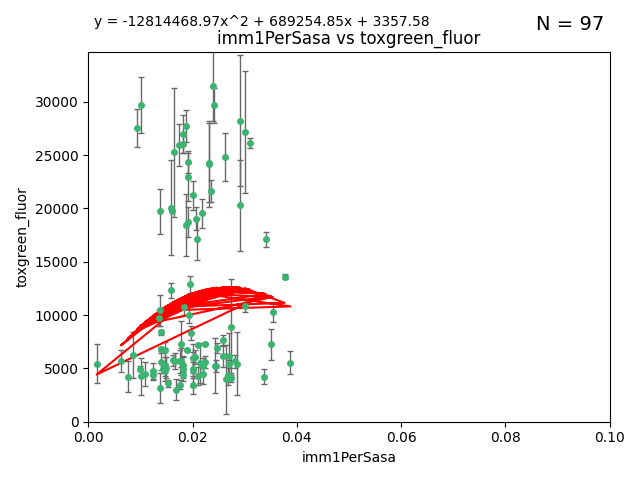 y = -12814468.97x^2 + 689254.85x + 3357.58
N = 97
imm1PerSasa vs toxgreen_fluor
30000
25000
20000
15000
10000
5000
0
toxgreen_fluor
0.00 0.02 0.04 0.06 0.08 0.10
imm1PerSasa